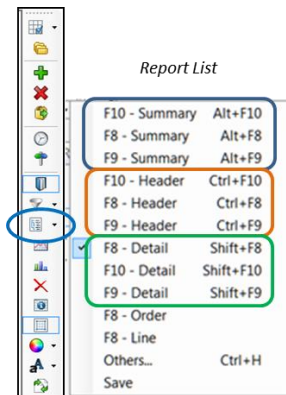 Report List
F10 - Summary Alt+F10
F8 - Summary Alt+F8
F9 - Summary Alt+F9
F10 - Header Ctrl+F10
F8 - Header Ctrl+F8
F9 - Header Ctrl+F9
F8 - Detail Shift+F8
F10 - Detail Shift+F10
F9 - Detail Shift+F9
F8 - Order
F8 - Line
Others... Ctrl+H
Save